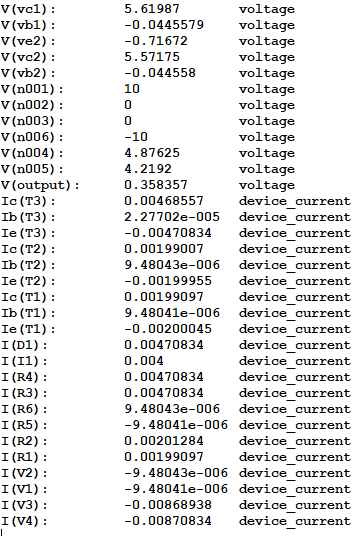 V(vc1): 5.61987 voltage
V(vb1): -0.0445579 voltage
V(ve2): -0.71672 voltage
V(vc2): 5.57175 voltage
V(vb2): -0.044558 voltage
V(n001): 10 voltage
V(n002): 0 voltage
V(n003): 0 voltage
V(n006): -10 voltage
V(n004): 4.87625 voltage
V(n005): 4.2192 voltage
V(output): 0.358357 voltage
Ic(T3): 0.00468557 device_current
Ib(T3): 2.27702e-005 device_current
Ie(T3): -0.00470834 device_current
Ic(T2): 0.00199007 device_current
Ib(T2): 9.48043e-006 device_current
Ie(T2): -0.00199955 device_current
Ic(T1): 0.00199097 device_current
Ib(T1): 9.48041e-006 device_current
Ie(T1): -0.00200045 device_current
I(D1): 0.00470834 device_current
I(I1): 0.004 device_current
I(R4): 0.00470834 device_current
I(R3): 0.00470834 device_current
I(R6): 9.48043e-006 device_current
I(R5): -9.48041e-006 device_current
I(R2): 0.00201284 device_current
I(R1): 0.00199097 device_current
I(V2): -9.48043e-006 device_current
I(V1): -9.48041e-006 device_current
I(V3): -0.00868938 device_current
I(V4): -0.00870834 device_current